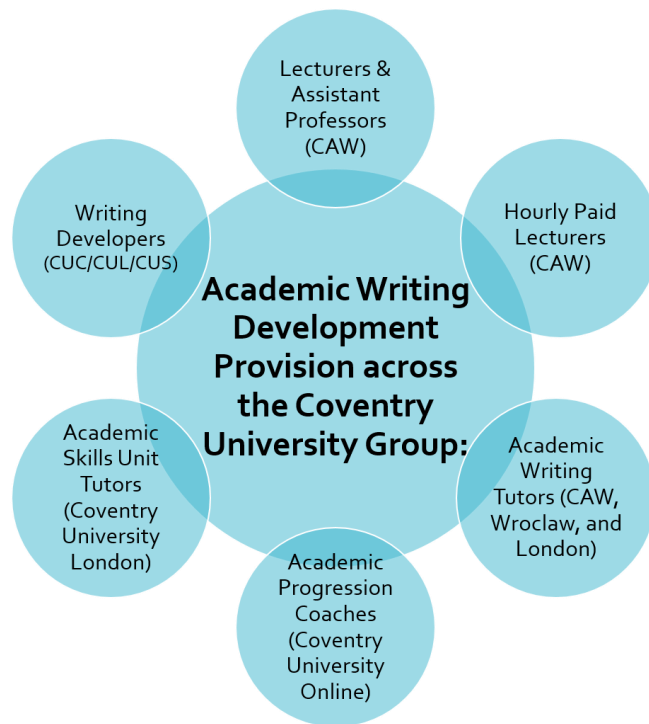 Lecturers &
Assistant
Professors
(CAW)
Hourly Paid
Lecturers
(CAW)
Academic
Writing
Tutors (CAW,
Wroclaw, and
London)
Academic
Progression
Coaches
(Coventry
University
Online)
Academic
Skills Unit
Tutors
(Coventry
University
London)
Writing
Developers
(CUC/CUL/CUS)
Academic Writing
Development
Provision across
the Coventry
University Group: